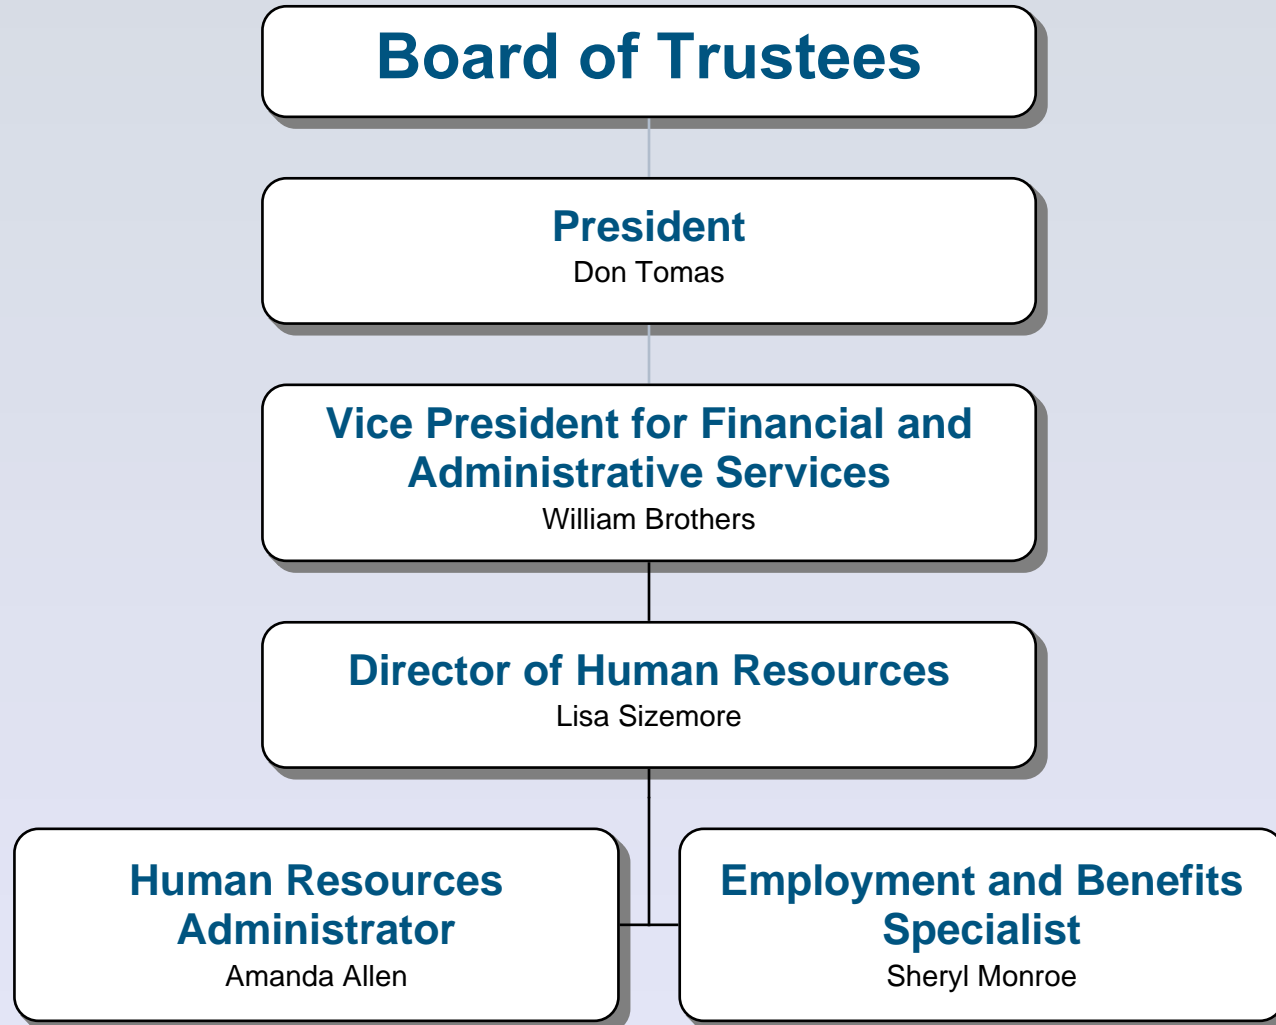 Board of Trustees
President
Don Tomas
Vice President for Financial and
Administrative Services
William Brothers
Director of Human Resources
Lisa Sizemore
Human Resources
Administrator
Amanda Allen
Employment and Benefits
Specialist
Sheryl Monroe